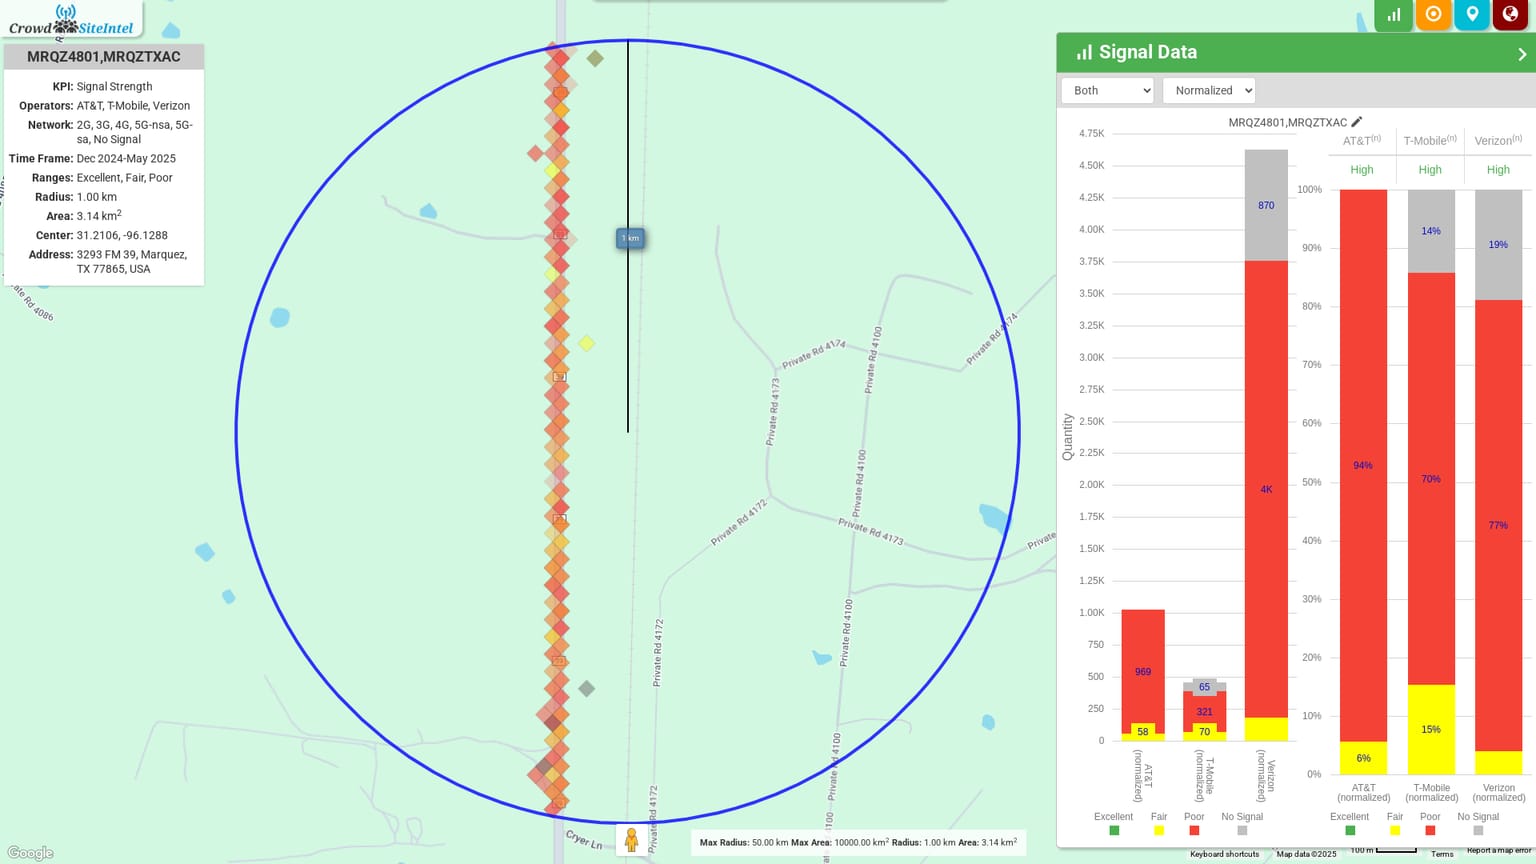 Crowd SiteIntel
MRQZ4801,MRQZTXAC
KPI: Signal Strength
Operators: AT&T, T-Mobile, Verizon
Network: 2G, 3G, 4G, 5G-nsa, 5G-
sa, No Signal
Time Frame: Dec 2024-May 2025
Ranges: Excellent, Fair, Poor
Radius: 1.00 km
Area: 3.14 km²
Center: 31.2106, -96.1288
Address: 3293 FM 39, Marquez,
TX 77865, USA
1 km
Private Rd 4174
Private Rd 4100
Private Rd 4174
Private Rd 4173
Private Rd 4100
Private Rd 4172
Private Rd 4173
Private
Private Rd 4100
Private Rd 4172
Private Rd 4100
Private Rd 4172
Cryer Ln
Google
Max Radius: 50.00 km Max Area: 10000.00 km² Radius: 1.00 km Area: 3.14 km²
Signal Data
Both
Normalized
MRQZ4801,MRQZTXAC
Quantity
4.75K
4.50K
4.25K
4.00K
3.75K
3.50K
3.25K
3.00K
2.75K
2.50K
2.25K
2.00K
1.75K
1.50K
1.25K
1.00K
750
500
250
0
969
58
65
321
70
870
4K
AT&T
(normalized)
T-Mobile
(normalized)
Verizon
(normalized)
Excellent Fair Poor No Signal
AT&T(n) T-Mobile(n) Verizon(n)
High High High
100%
90%
80%
70%
60%
50%
40%
30%
20%
10%
0%
94%
6%
14%
70%
15%
19%
77%
AT&T
(normalized)
T-Mobile
(normalized)
Verizon
(normalized)
Excellent Fair Poor No Signal
Keyboard shortcuts Map data ©2025 100 m Terms Report a map error